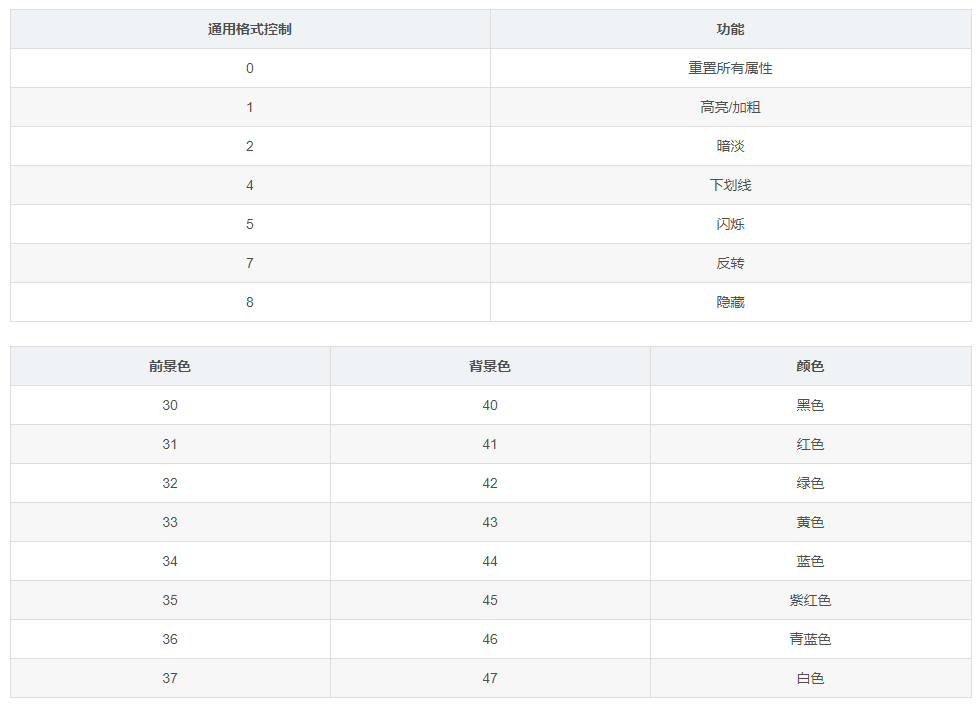 通用格式控制 功能
0 重置所有属性
1 高亮/加粗
2 暗淡
4 下划线
5 闪烁
7 反转
8 隐藏
前景色 背景色 颜色
30 40 黑色
31 41 红色
32 42 绿色
33 43 黄色
34 44 蓝色
35 45 紫红色
36 46 青蓝色
37 47 白色